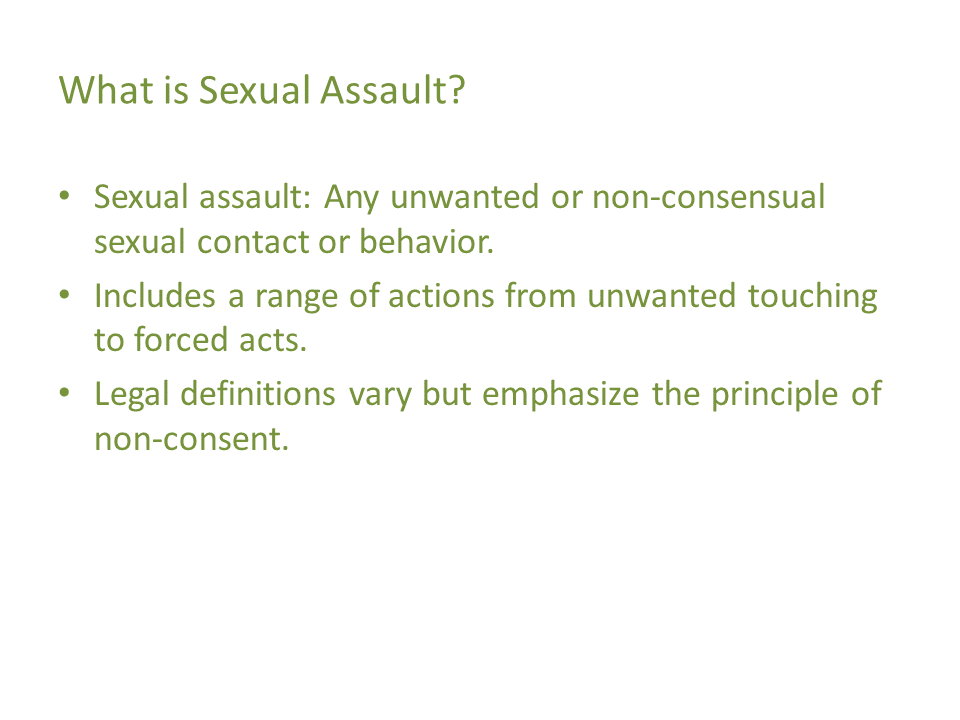 What is Sexual Assault?
• Sexual assault: Any unwanted or non-consensual
sexual contact or behavior.
• Includes a range of actions from unwanted touching
to forced acts.
• Legal definitions vary but emphasize the principle of
non-consent.